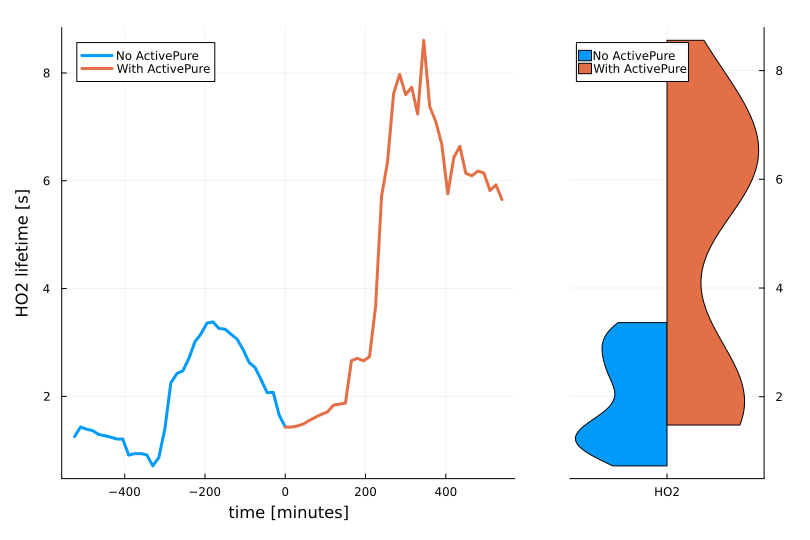 No ActivePure
With ActivePure
8
6
4
2
HO2 lifetime [s]
−400
−200
0
200
400
time [minutes]
No ActivePure
With ActivePure
8
6
4
2
HO2